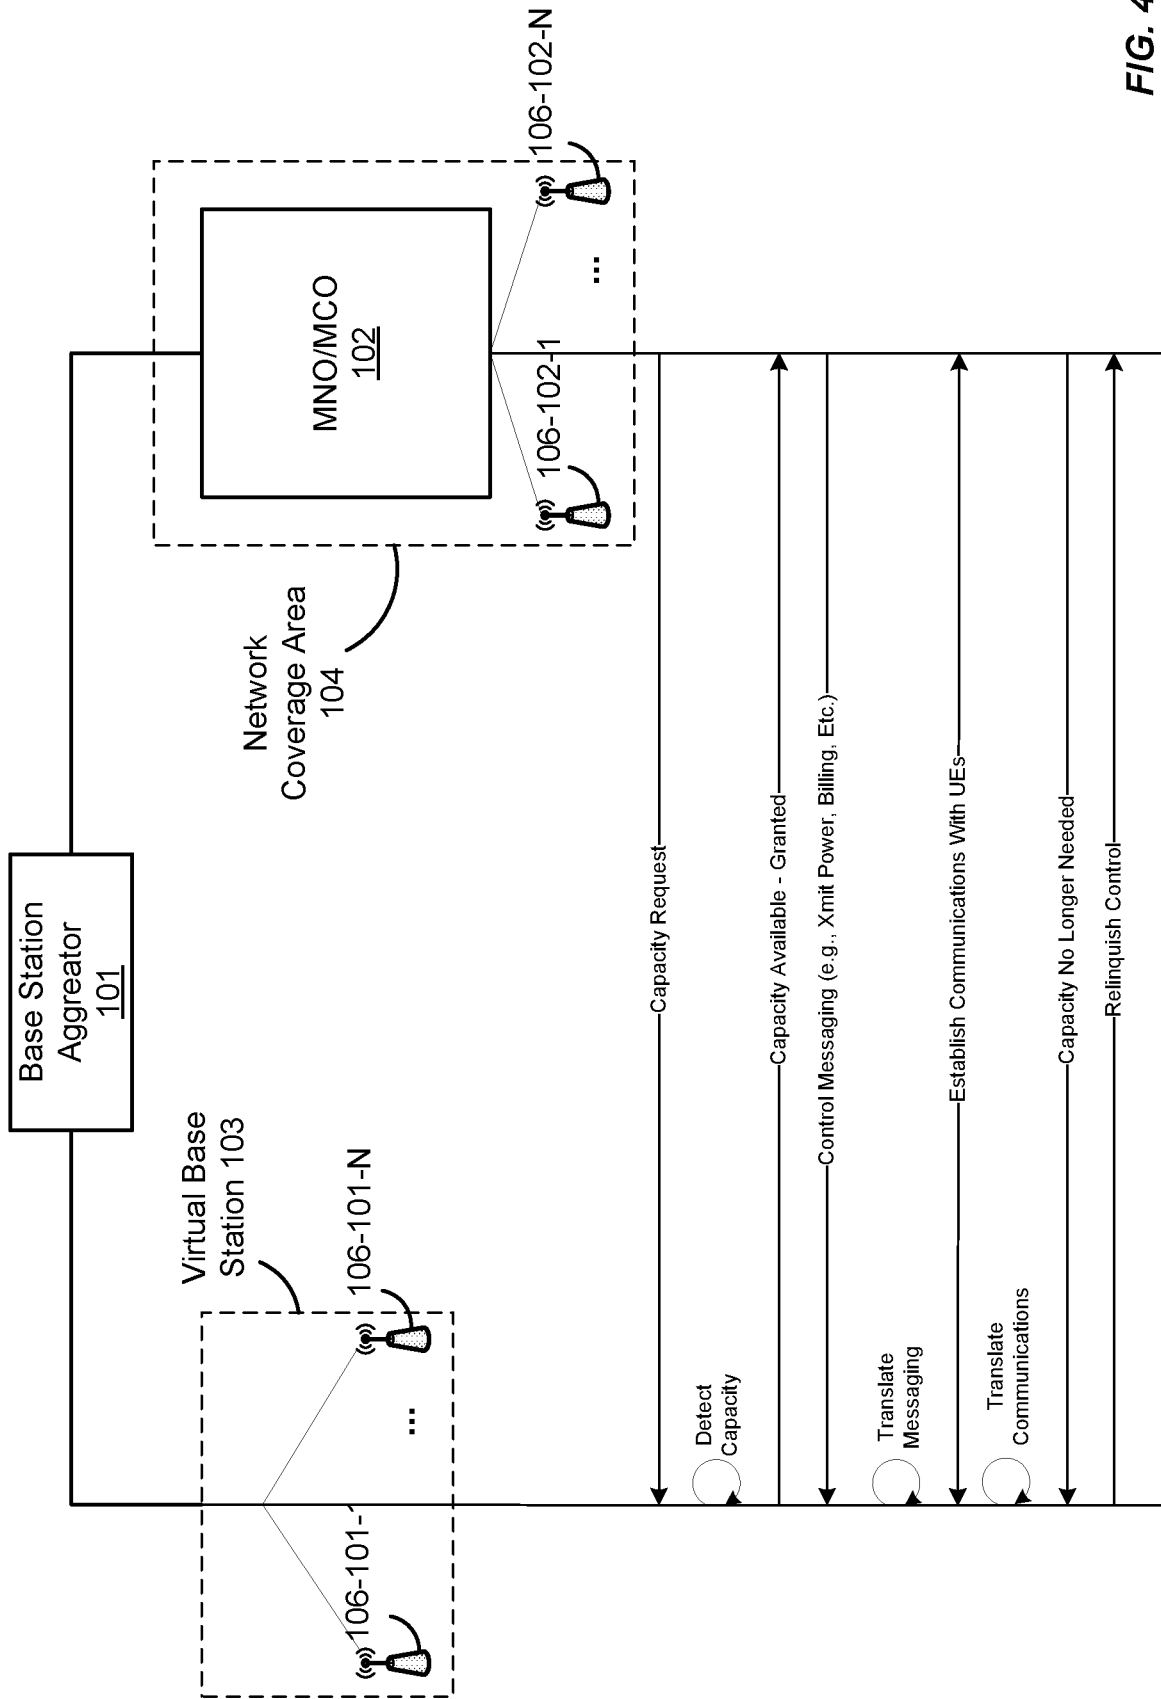 Base Station
Aggreator
101
Virtual Base
Station 103
106-101-
106-101-N
...
Network
Coverage Area
104
MNO/MCO
102
106-102-1
106-102-N
...
Capacity Request
Detect
Capacity
Capacity Available - Granted
Control Messaging (e.g., Xmit Power, Billing, Etc.)
Translate
Messaging
Establish Communications With UEs
Translate
Communications
Capacity No Longer Needed
Relinquish Control
FIG. 4